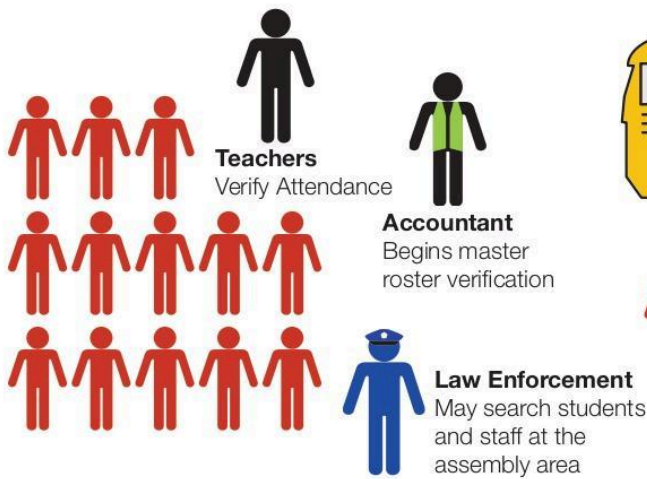 Teachers
Verify Attendance
Accountant
Begins master
roster verification
Law Enforcement
May search students
and staff at the
assembly area